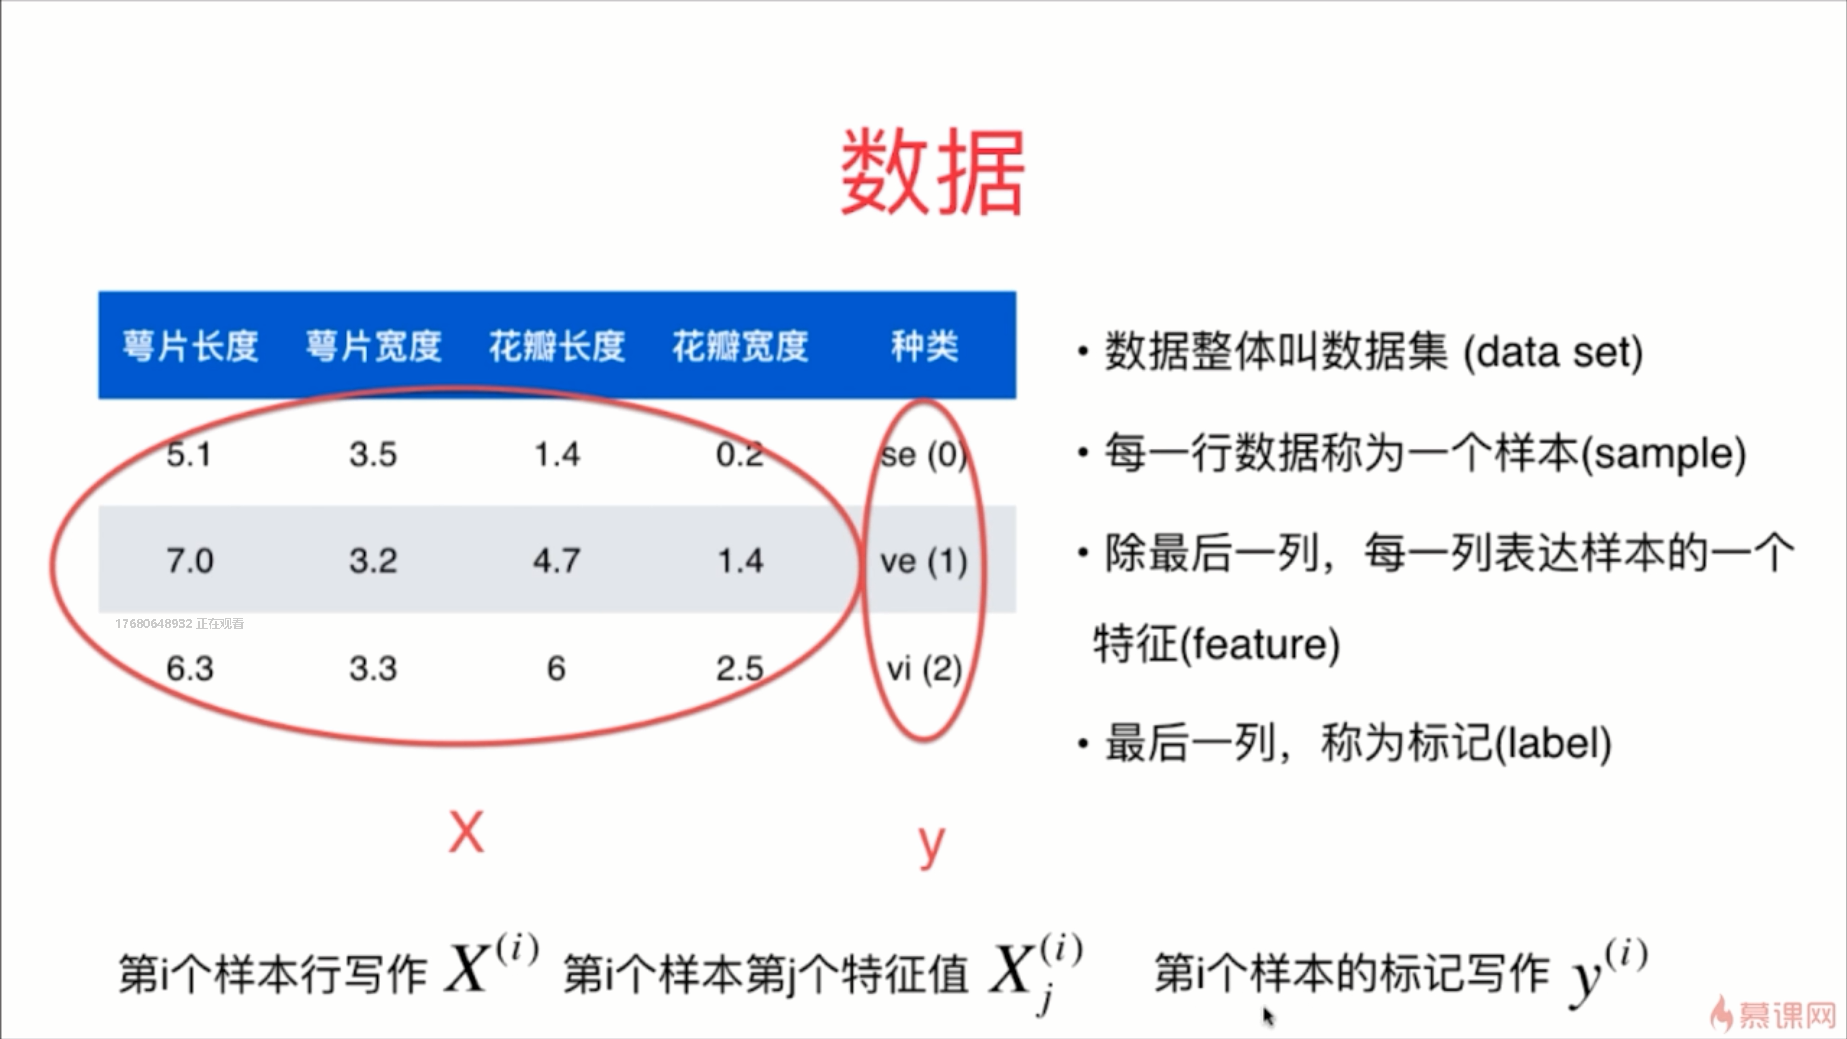 数据
萼片长度 萼片宽度 花瓣长度 花瓣宽度 种类
5.1 3.5 1.4 0.2 se (0)
7.0 3.2 4.7 1.4 ve (1)
17680648932 正在观看
6.3 3.3 6 2.5 vi (2)
X y
• 数据整体叫数据集 (data set)
• 每一行数据称为一个样本(sample)
• 除最后一列，每一列表达样本的一个
特征(feature)
• 最后一列，称为标记(label)
第i个样本行写作 X^(i) 第i个样本第j个特征值 X_j^(i) 第i个样本的标记写作 y^(i)
慕课网